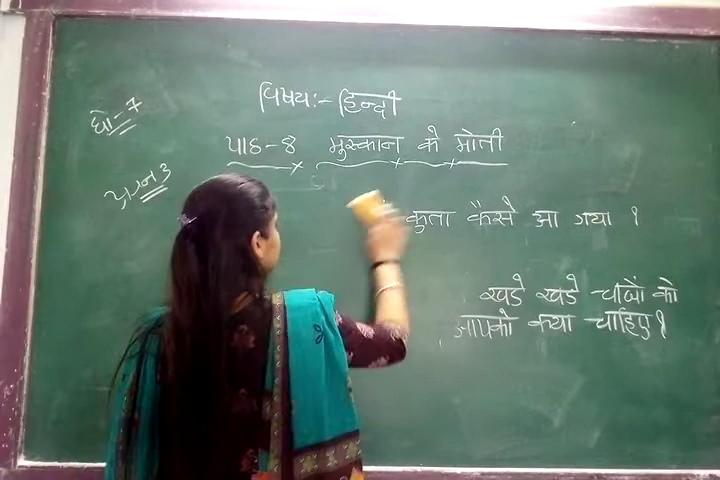 विषय:- हिन्दी
धो-7
पाठ-8 मुस्कान के मोती
प्रश्न 3
कुता कैसे आ गया ?
खडे खडे चीजों को
आपको क्या चाहिए?